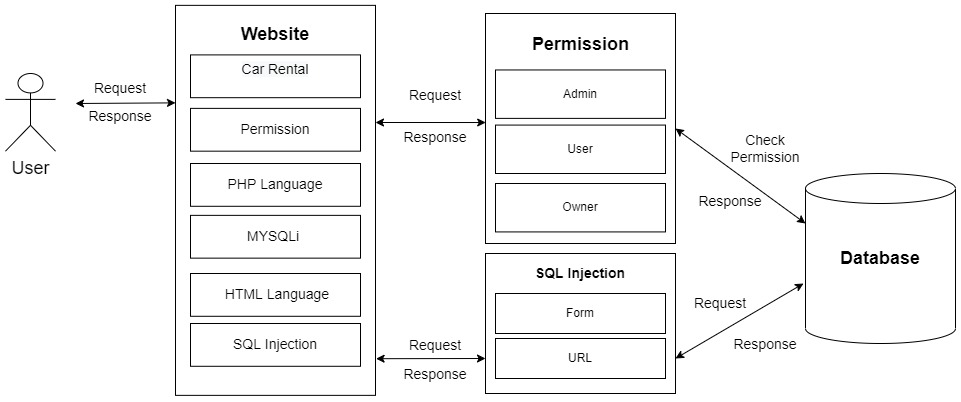 User
Request
Response
Website
Car Rental
Permission
PHP Language
MYSQLi
HTML Language
SQL Injection
Request
Response
Permission
Admin
User
Owner
Request
Response
SQL Injection
Form
URL
Check
Permission
Response
Request
Response
Database